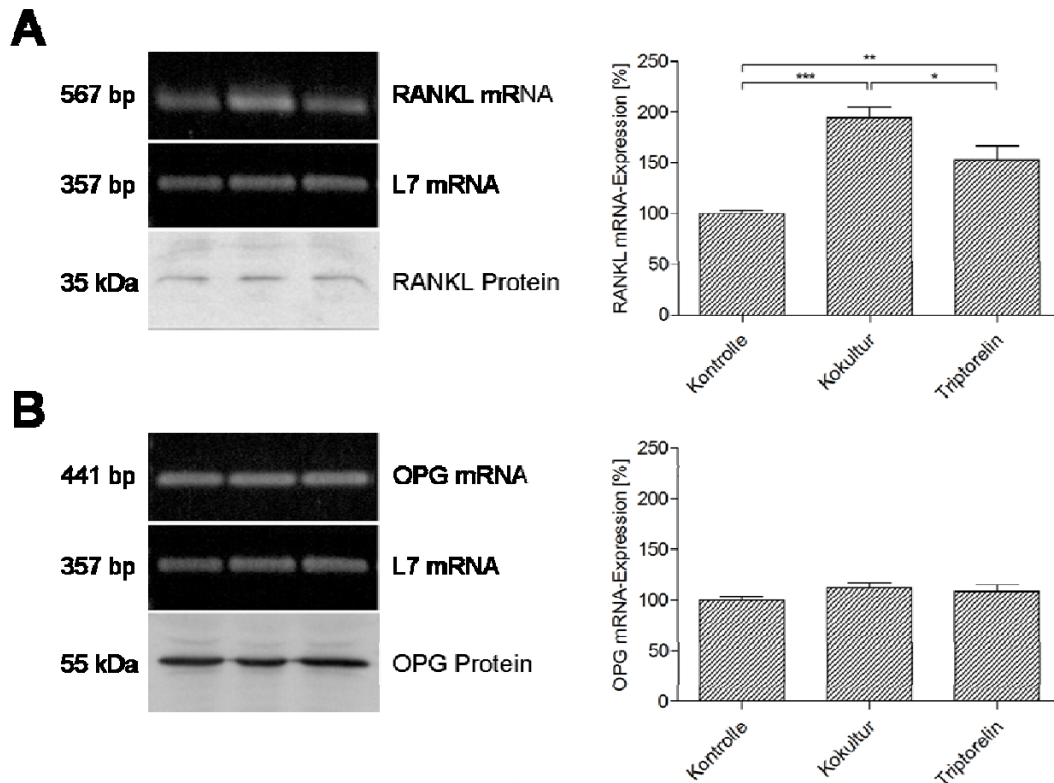 A
567 bp
RANKL mRNA
357 bp
L7 mRNA
35 kDa
RANKL Protein
RANKL mRNA-Expression [%]
250
200
150
100
50
0
**
***
*
Kontrolle
Kokultur
Triptorelin
B
441 bp
OPG mRNA
357 bp
L7 mRNA
55 kDa
OPG Protein
OPG mRNA-Expression [%]
250
200
150
100
50
0
Kontrolle
Kokultur
Triptorelin